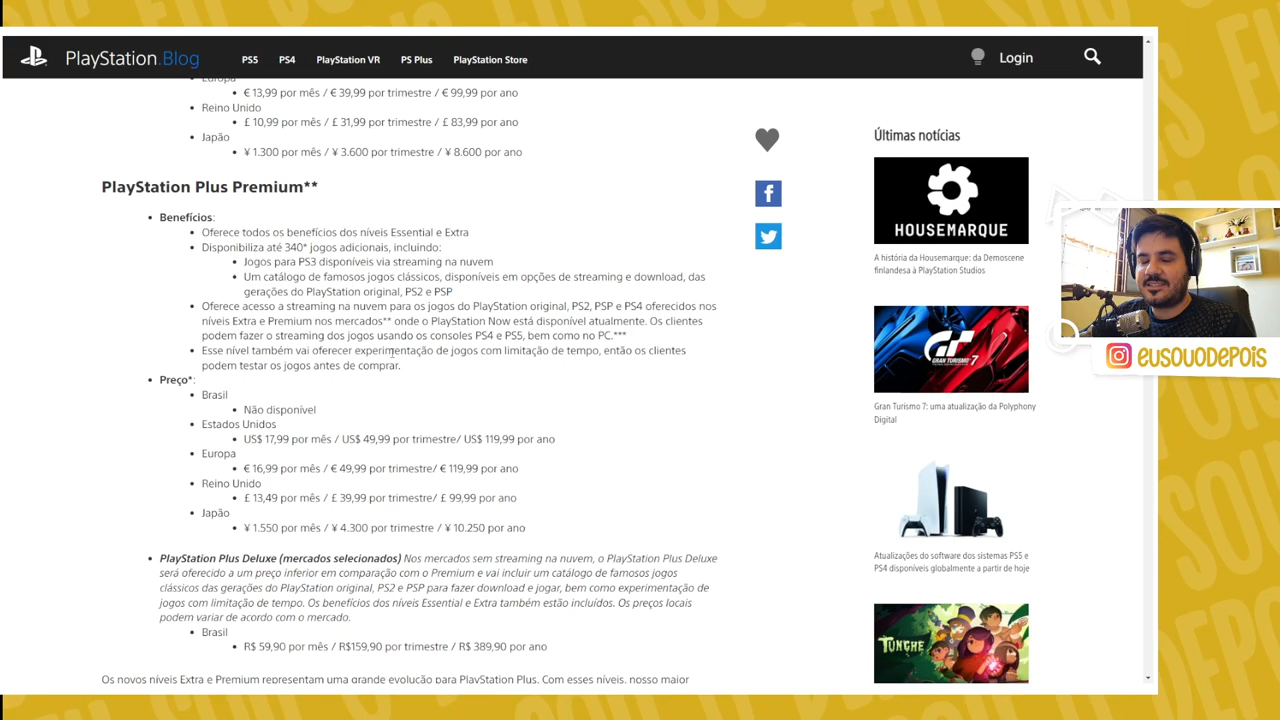 PlayStation.Blog
PS5
PS4
PlayStation VR
PS Plus
PlayStation Store
Login
Europa
€ 13,99 por mês / € 39,99 por trimestre / € 99,99 por ano
Reino Unido
£ 10,99 por mês / £ 31,99 por trimestre / £ 83,99 por ano
Japão
¥ 1.300 por mês / ¥ 3.600 por trimestre / ¥ 8.600 por ano
PlayStation Plus Premium**
Benefícios:
Oferece todos os benefícios dos níveis Essential e Extra
Disponibiliza até 340* jogos adicionais, incluindo:
Jogos para PS3 disponíveis via streaming na nuvem
Um catálogo de famosos jogos clássicos, disponíveis em opções de streaming e download, das
gerações do PlayStation original, PS2 e PSP
Oferece acesso a streaming na nuvem para os jogos do PlayStation original, PS2, PSP e PS4 oferecidos nos
níveis Extra e Premium nos mercados** onde o PlayStation Now está disponível atualmente. Os clientes
podem fazer o streaming dos jogos usando os consoles PS4 e PS5, bem como no PC.***
Esse nível também vai oferecer experimentação de jogos com limitação de tempo, então os clientes
podem testar os jogos antes de comprar.
Preço*:
Brasil
Não disponível
Estados Unidos
US$ 17,99 por mês / US$ 49,99 por trimestre/ US$ 119,99 por ano
Europa
€ 16,99 por mês / € 49,99 por trimestre/ € 119,99 por ano
Reino Unido
£ 13,49 por mês / £ 39,99 por trimestre/ £ 99,99 por ano
Japão
¥ 1.550 por mês / ¥ 4.300 por trimestre / ¥ 10.250 por ano
PlayStation Plus Deluxe (mercados selecionados) Nos mercados sem streaming na nuvem, o PlayStation Plus Deluxe
será oferecido a um preço inferior em comparação com o Premium e vai incluir um catálogo de famosos jogos
clássicos das gerações do PlayStation original, PS2 e PSP para fazer download e jogar, bem como experimentação de
jogos com limitação de tempo. Os benefícios dos níveis Essential e Extra também estão incluídos. Os preços locais
podem variar de acordo com o mercado.
Brasil
R$ 59,90 por mês / R$159,90 por trimestre / R$ 389,90 por ano
Os novos níveis Extra e Premium representam uma grande evolução para PlayStation Plus. Com esses níveis, nosso maior
Últimas notícias
HOUSEMARQUE
A história da Housemarque: da Demoscene
finlandesa à PlayStation Studios
GRAN TURISMO 7
Gran Turismo 7: uma atualização da Polyphony
Digital
Atualizações do software dos sistemas PS5 e
PS4 disponíveis globalmente a partir de hoje
TUNCHE
EUSOUODEPOIS